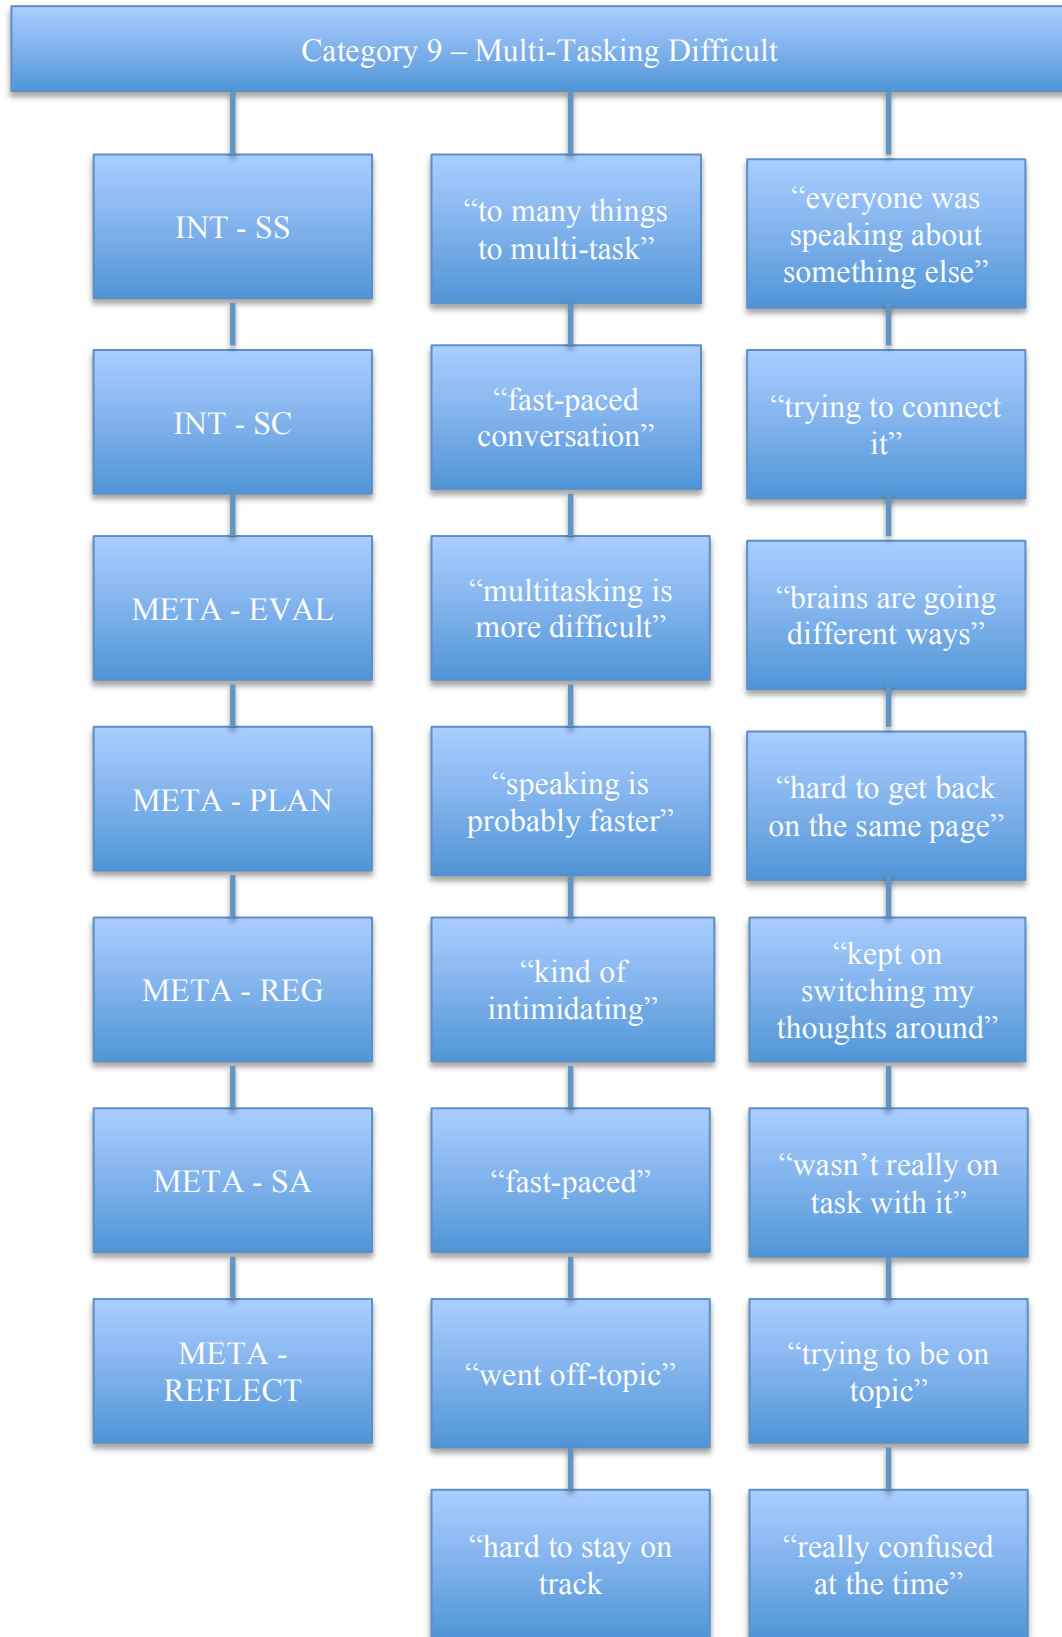 Category 9 – Multi-Tasking Difficult
INT - SS
INT - SC
META - EVAL
META - PLAN
META - REG
META - SA
META -
REFLECT
“to many things
to multi-task”
“fast-paced
conversation”
“multitasking is
more difficult”
“speaking is
probably faster”
“kind of
intimidating”
“fast-paced”
“went off-topic”
“hard to stay on
track
“everyone was
speaking about
something else”
“trying to connect
it”
“brains are going
different ways”
“hard to get back
on the same page”
“kept on
switching my
thoughts around”
“wasn’t really on
task with it”
“trying to be on
topic”
“really confused
at the time”